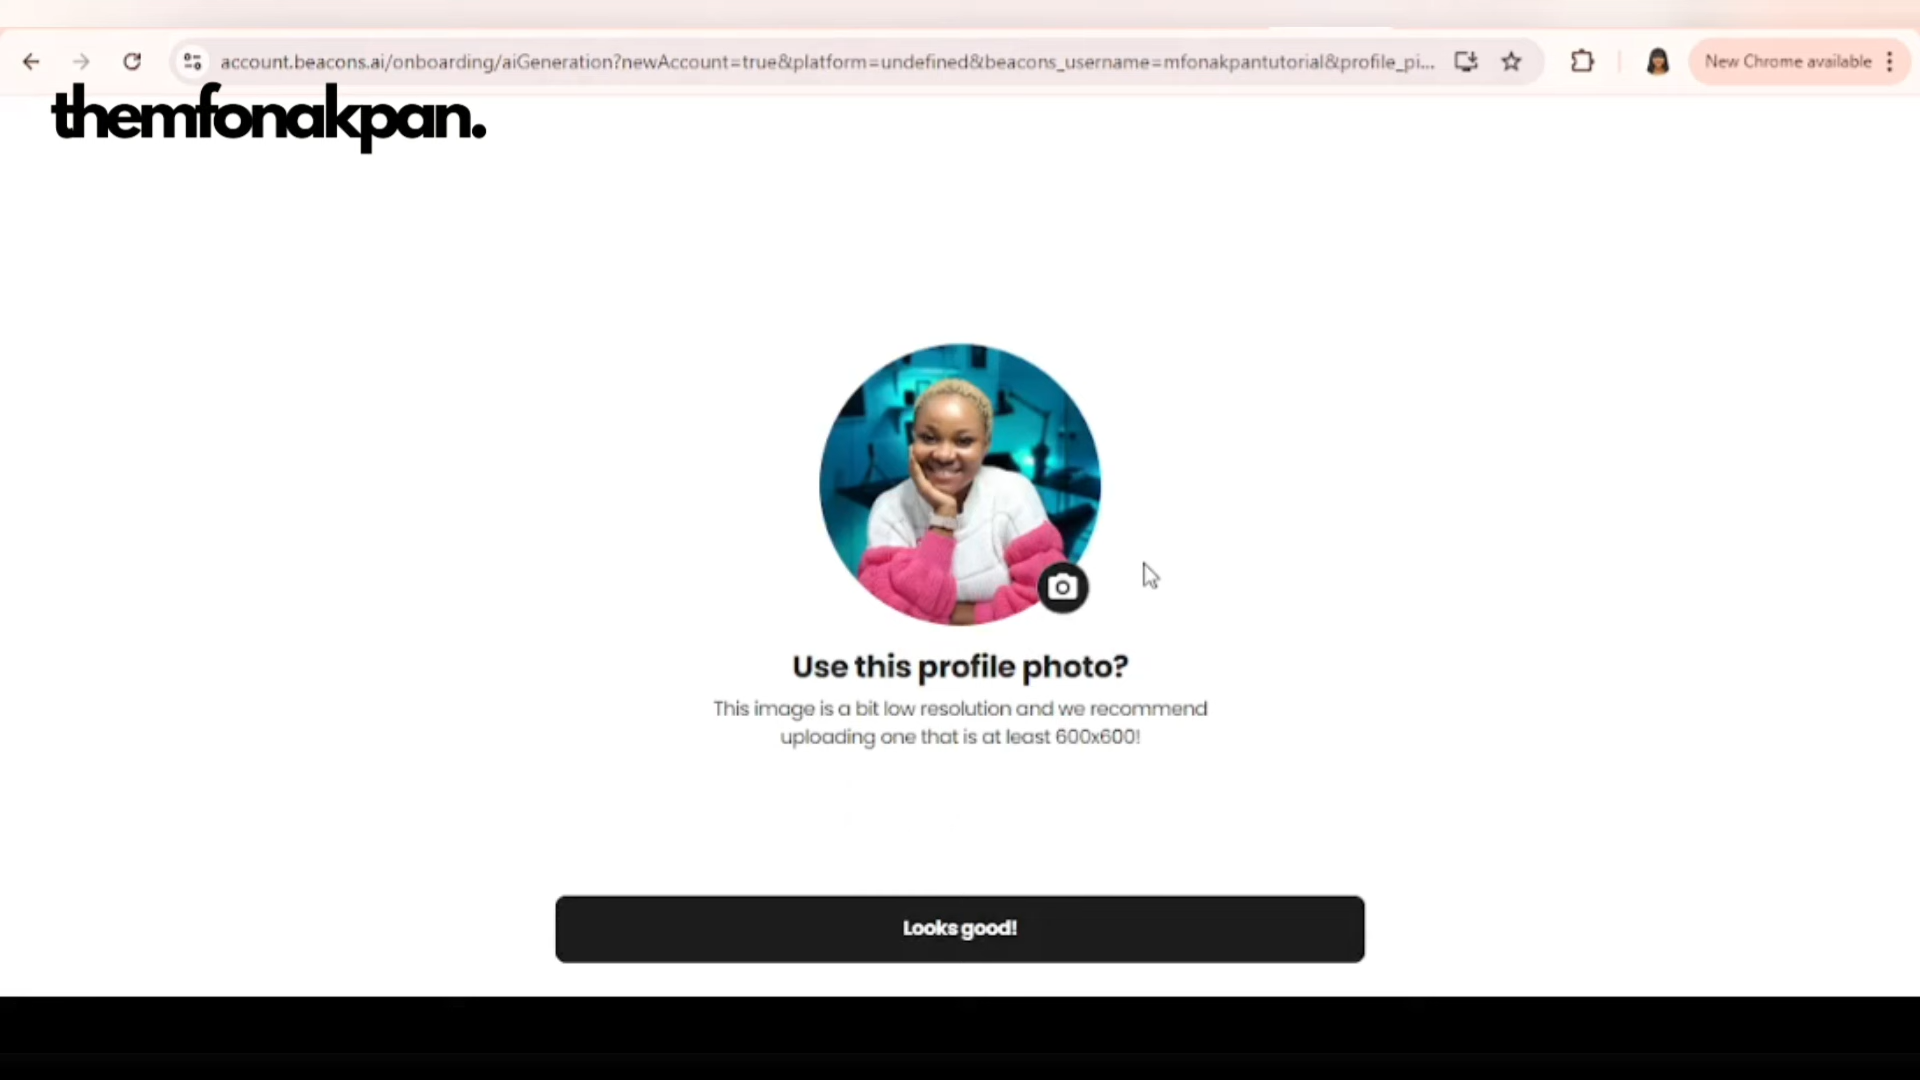 account.beacons.ai/onboarding/aiGeneration?newAccount=true&platform=undefined&beacons_username=mfonakpantutorial&profile_pi...
New Chrome available
themfonakpan.
Use this profile photo?
This image is a bit low resolution and we recommend
uploading one that is at least 600x600!
Looks good!